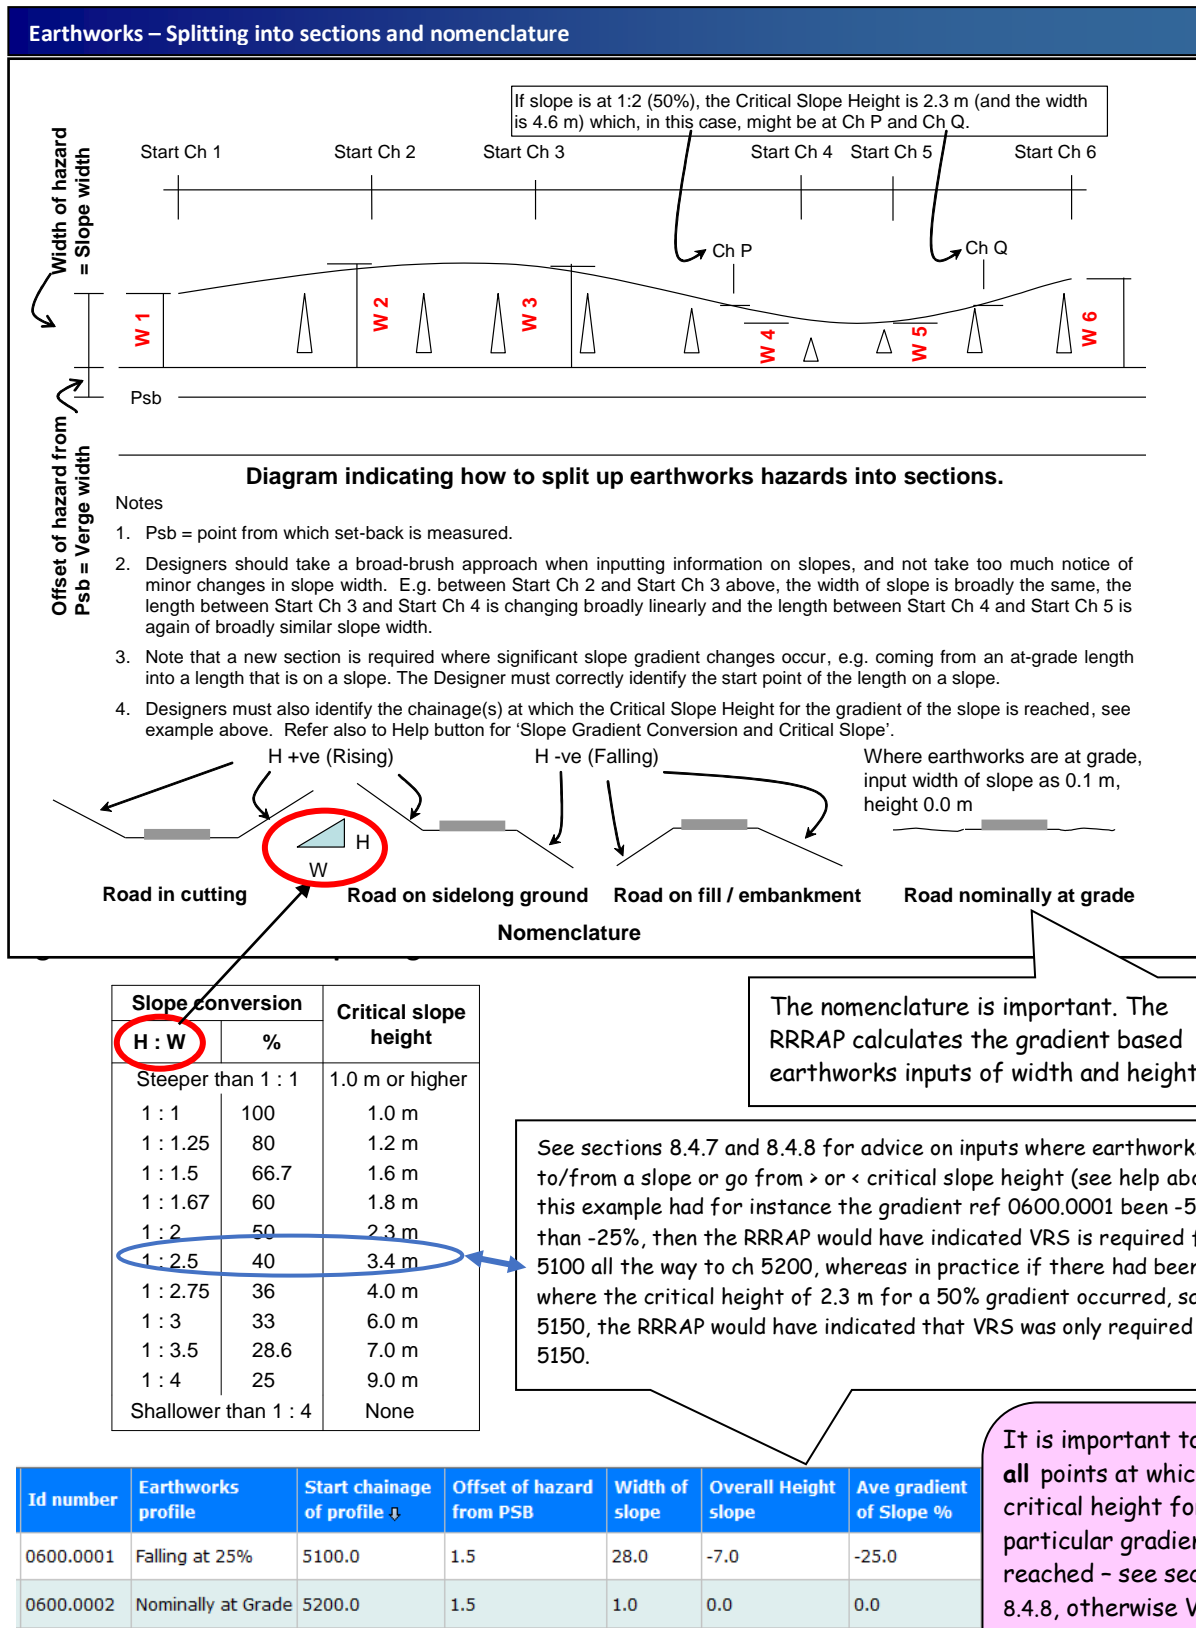 Earthworks – Splitting into sections and nomenclature
If slope is at 1:2 (50%), the Critical Slope Height is 2.3 m (and the width
is 4.6 m) which, in this case, might be at Ch P and Ch Q.
Width of hazard
= Slope width
Start Ch 1 Start Ch 2 Start Ch 3 Start Ch 4 Start Ch 5 Start Ch 6
Ch P Ch Q
W 1 W 2 W 3 W 4 W 5 W 6
Psb
Offset of hazard from
Psb = Verge width
Diagram indicating how to split up earthworks hazards into sections.
Notes
1. Psb = point from which set-back is measured.
2. Designers should take a broad-brush approach when inputting information on slopes, and not take too much notice of
minor changes in slope width. E.g. between Start Ch 2 and Start Ch 3 above, the width of slope is broadly the same, the
length between Start Ch 3 and Start Ch 4 is changing broadly linearly and the length between Start Ch 4 and Start Ch 5 is
again of broadly similar slope width.
3. Note that a new section is required where significant slope gradient changes occur, e.g. coming from an at-grade length
into a length that is on a slope. The Designer must correctly identify the start point of the length on a slope.
4. Designers must also identify the chainage(s) at which the Critical Slope Height for the gradient of the slope is reached, see
example above. Refer also to Help button for ‘Slope Gradient Conversion and Critical Slope’.
H +ve (Rising) H -ve (Falling)
Where earthworks are at grade,
input width of slope as 0.1 m,
height 0.0 m
H
W
Road in cutting Road on sidelong ground Road on fill / embankment Road nominally at grade
Nomenclature
The nomenclature is important. The
RRRAP calculates the gradient based
earthworks inputs of width and height
Slope conversion Critical slope height
H : W %
Steeper than 1 : 1 1.0 m or higher
1 : 1 100 1.0 m
1 : 1.25 80 1.2 m
1 : 1.5 66.7 1.6 m
1 : 1.67 60 1.8 m
1 : 2 50 2.3 m
1 : 2.5 40 3.4 m
1 : 2.75 36 4.0 m
1 : 3 33 6.0 m
1 : 3.5 28.6 7.0 m
1 : 4 25 9.0 m
Shallower than 1 : 4 None
See sections 8.4.7 and 8.4.8 for advice on inputs where earthworks
to/from a slope or go from > or < critical slope height (see help
this example had for instance the gradient ref 0600.0001 been
than -25%, then the RRRAP would have indicated VRS is required
5100 all the way to ch 5200, whereas in practice if there had been
where the critical height of 2.3 m for a 50% gradient occurred,
5150, the RRRAP would have indicated that VRS was only required
5150.
It is important to
all points at
critical height
particular
reached – see
8.4.8, otherwise
Id number Earthworks profile Start chainage of profile Offset of hazard from PSB Width of slope Overall Height slope Ave gradient of Slope %
0600.0001 Falling at 25% 5100.0 1.5 28.0 -7.0 -25.0
0600.0002 Nominally at Grade 5200.0 1.5 1.0 0.0 0.0